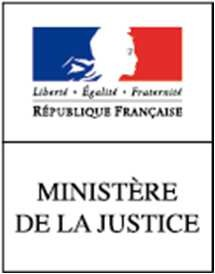 Liberté • Égalité • Fraternité
RÉPUBLIQUE FRANÇAISE
MINISTÈRE
DE LA JUSTICE